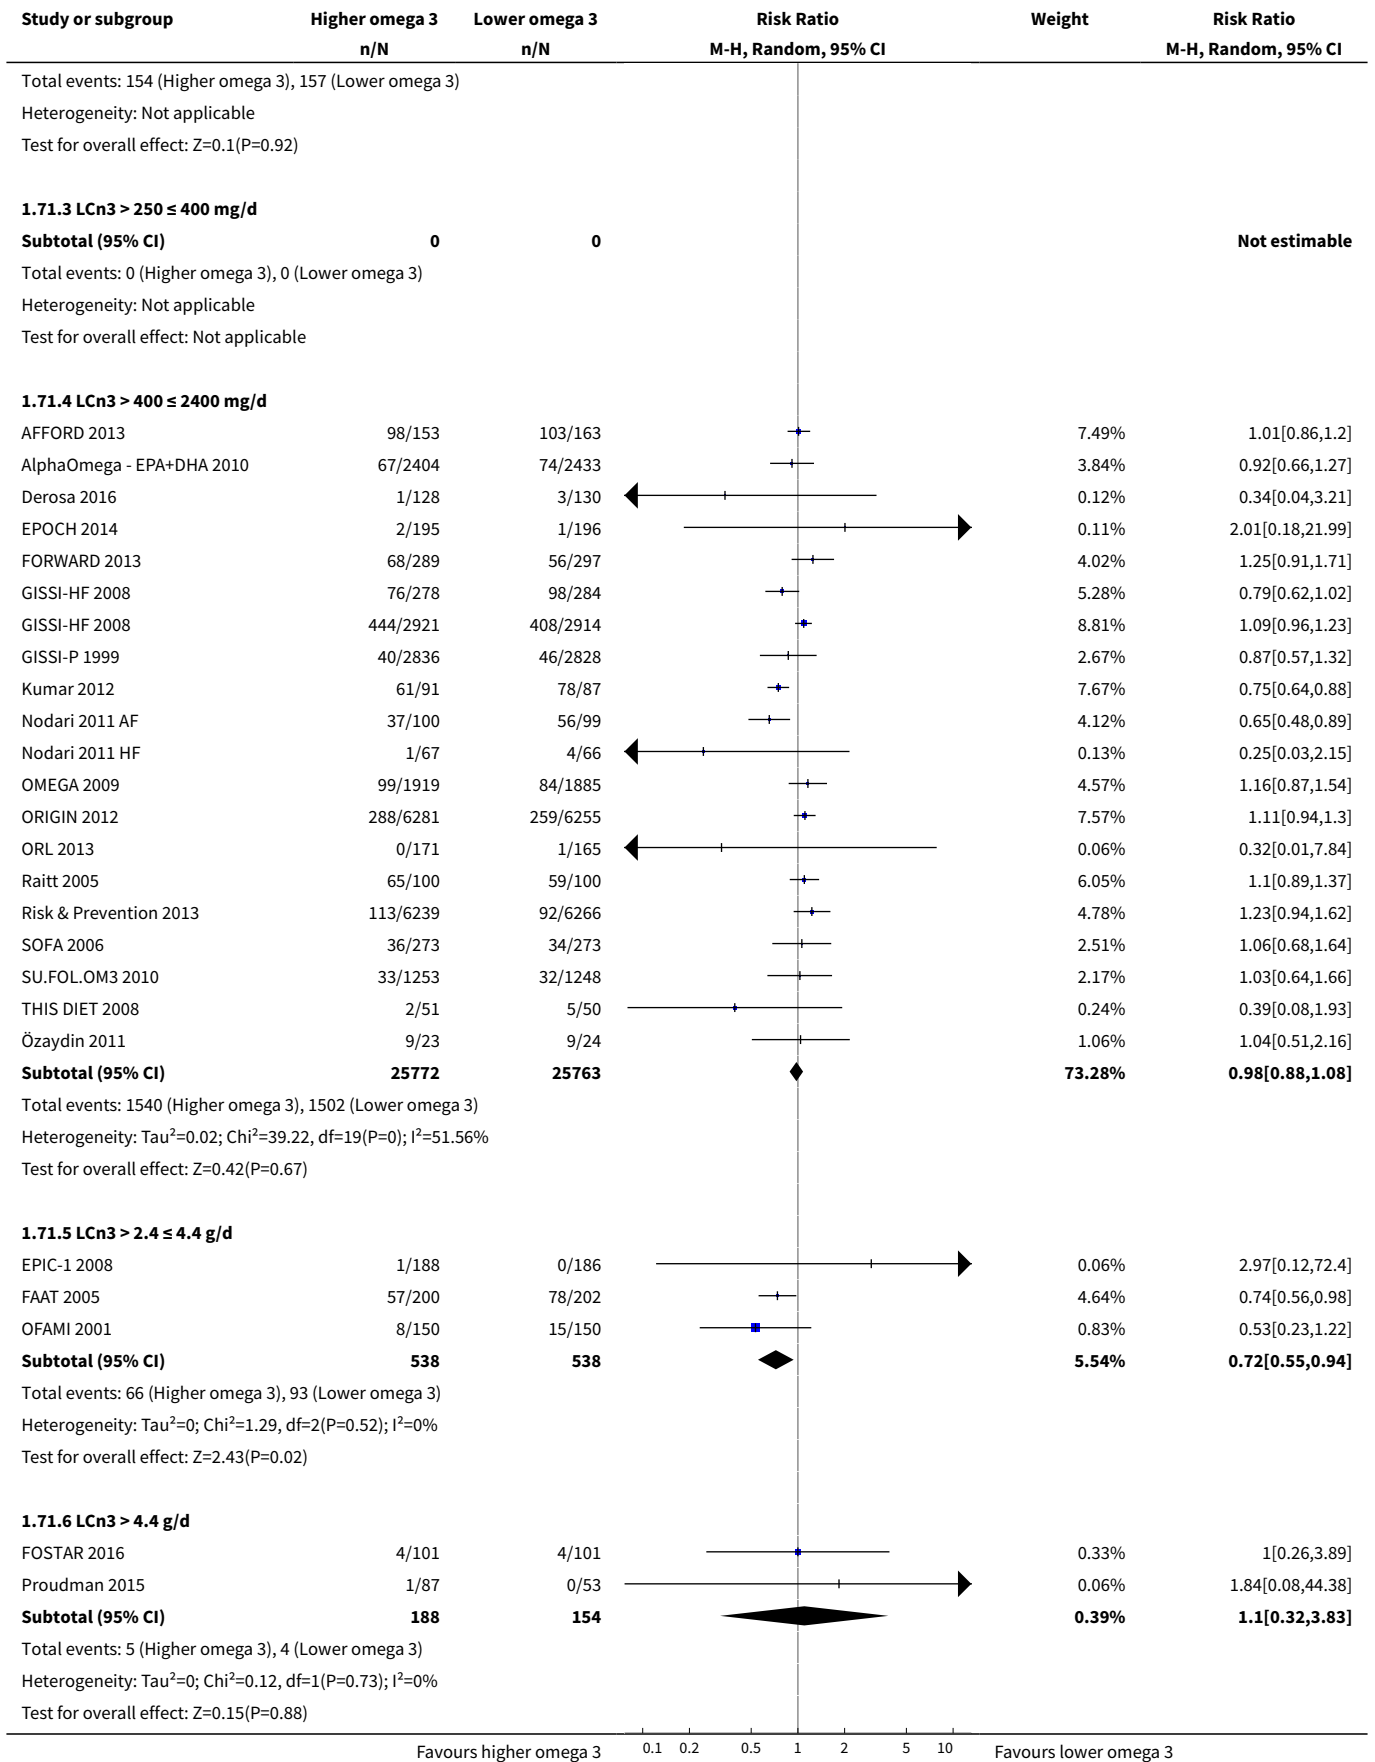 Study or subgroup Higher omega 3 Lower omega 3 Risk Ratio Weight Risk Ratio
n/N n/N M-H, Random, 95% CI M-H, Random, 95% CI
Total events: 154 (Higher omega 3), 157 (Lower omega 3)
Heterogeneity: Not applicable
Test for overall effect: Z=0.1(P=0.92)
1.71.3 LCn3 > 250 ≤ 400 mg/d
Subtotal (95% CI) 0 0 Not estimable
Total events: 0 (Higher omega 3), 0 (Lower omega 3)
Heterogeneity: Not applicable
Test for overall effect: Not applicable
1.71.4 LCn3 > 400 ≤ 2400 mg/d
AFFORD 2013 98/153 103/163 7.49% 1.01[0.86,1.2]
AlphaOmega - EPA+DHA 2010 67/2404 74/2433 3.84% 0.92[0.66,1.27]
Derosa 2016 1/128 3/130 0.12% 0.34[0.04,3.21]
EPOCH 2014 2/195 1/196 0.11% 2.01[0.18,21.99]
FORWARD 2013 68/289 56/297 4.02% 1.25[0.91,1.71]
GISSI-HF 2008 76/278 98/284 5.28% 0.79[0.62,1.02]
GISSI-HF 2008 444/2921 408/2914 8.81% 1.09[0.96,1.23]
GISSI-P 1999 40/2836 46/2828 2.67% 0.87[0.57,1.32]
Kumar 2012 61/91 78/87 7.67% 0.75[0.64,0.88]
Nodari 2011 AF 37/100 56/99 4.12% 0.65[0.48,0.89]
Nodari 2011 HF 1/67 4/66 0.13% 0.25[0.03,2.15]
OMEGA 2009 99/1919 84/1885 4.57% 1.16[0.87,1.54]
ORIGIN 2012 288/6281 259/6255 7.57% 1.11[0.94,1.3]
ORL 2013 0/171 1/165 0.06% 0.32[0.01,7.84]
Raitt 2005 65/100 59/100 6.05% 1.1[0.89,1.37]
Risk & Prevention 2013 113/6239 92/6266 4.78% 1.23[0.94,1.62]
SOFA 2006 36/273 34/273 2.51% 1.06[0.68,1.64]
SU.FOL.OM3 2010 33/1253 32/1248 2.17% 1.03[0.64,1.66]
THIS DIET 2008 2/51 5/50 0.24% 0.39[0.08,1.93]
Özaydin 2011 9/23 9/24 1.06% 1.04[0.51,2.16]
Subtotal (95% CI) 25772 25763 73.28% 0.98[0.88,1.08]
Total events: 1540 (Higher omega 3), 1502 (Lower omega 3)
Heterogeneity: Tau²=0.02; Chi²=39.22, df=19(P=0); I²=51.56%
Test for overall effect: Z=0.42(P=0.67)
1.71.5 LCn3 > 2.4 ≤ 4.4 g/d
EPIC-1 2008 1/188 0/186 0.06% 2.97[0.12,72.4]
FAAT 2005 57/200 78/202 4.64% 0.74[0.56,0.98]
OFAMI 2001 8/150 15/150 0.83% 0.53[0.23,1.22]
Subtotal (95% CI) 538 538 5.54% 0.72[0.55,0.94]
Total events: 66 (Higher omega 3), 93 (Lower omega 3)
Heterogeneity: Tau²=0; Chi²=1.29, df=2(P=0.52); I²=0%
Test for overall effect: Z=2.43(P=0.02)
1.71.6 LCn3 > 4.4 g/d
FOSTAR 2016 4/101 4/101 0.33% 1[0.26,3.89]
Proudman 2015 1/87 0/53 0.06% 1.84[0.08,44.38]
Subtotal (95% CI) 188 154 0.39% 1.1[0.32,3.83]
Total events: 5 (Higher omega 3), 4 (Lower omega 3)
Heterogeneity: Tau²=0; Chi²=0.12, df=1(P=0.73); I²=0%
Test for overall effect: Z=0.15(P=0.88)
Favours higher omega 3 0.1 0.2 0.5 1 2 5 10 Favours lower omega 3